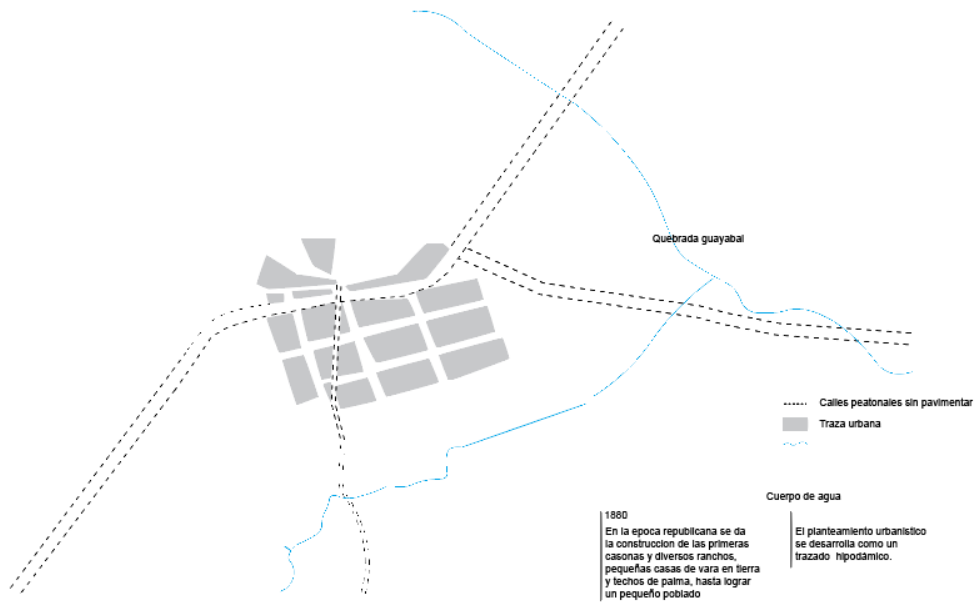 Quebrada guayabal
Calles peatonales sin pavimentar
Traza urbana
Cuerpo de agua
1880
En la epoca republicana se da
la construccion de las primeras
casonas y diversos ranchos,
pequeñas casas de vara en tierra
y techos de palma, hasta lograr
un pequeño poblado
El planteamiento urbanistico
se desarrolla como un
trazado hipodámico.